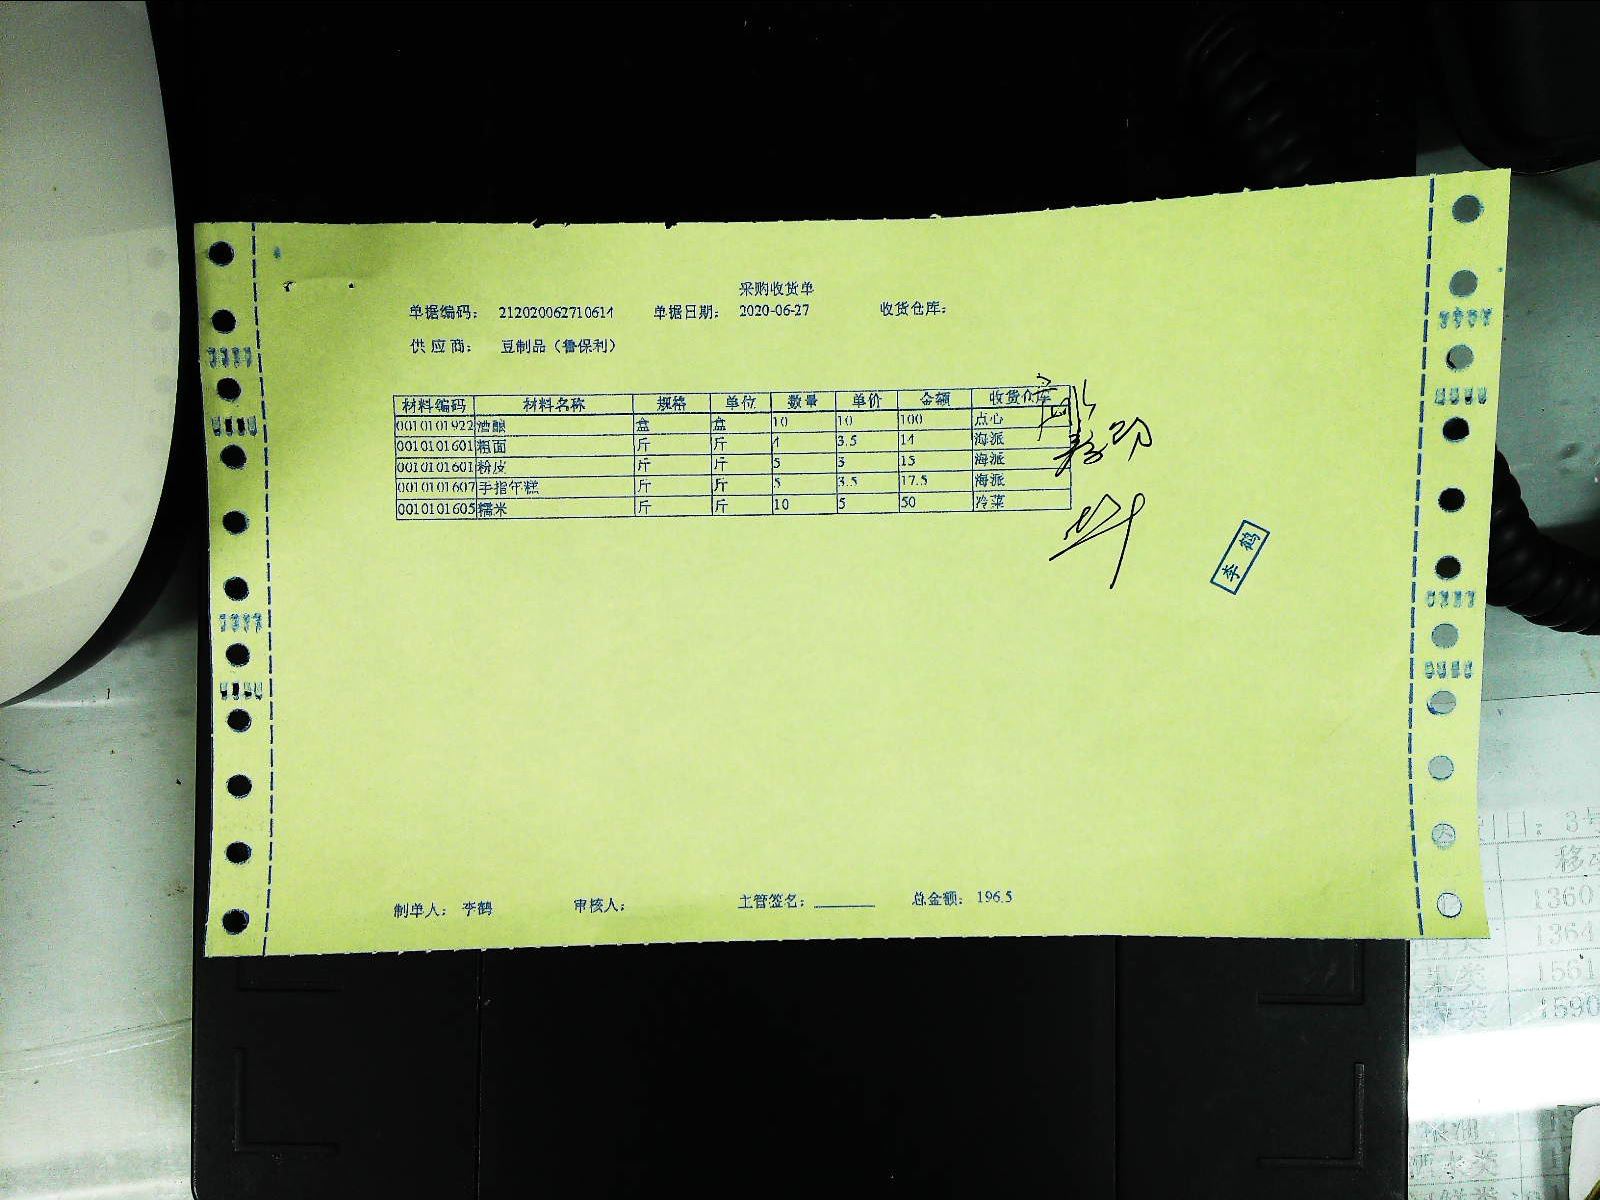 采购收货单
单据编码： 212020062710614 单据日期： 2020-06-27 收货仓库：
供应商： 豆制品（鲁保利）
材料编码 材料名称 规格 单位 数量 单价 金额 收货仓库
0010101922 酒酿 盒 盒 10 10 100 点心
0010101601 粗面 斤 斤 4 3.5 14 海派
0010101601 粉皮 斤 斤 5 3 15 海派
0010101607 手指年糕 斤 斤 5 3.5 17.5 海派
0010101605 糯米 斤 斤 10 5 50 冷菜
李鹤
制单人： 李鹤 审核人： 主管签名： 总金额： 196.5
1360
1364
1561
1590